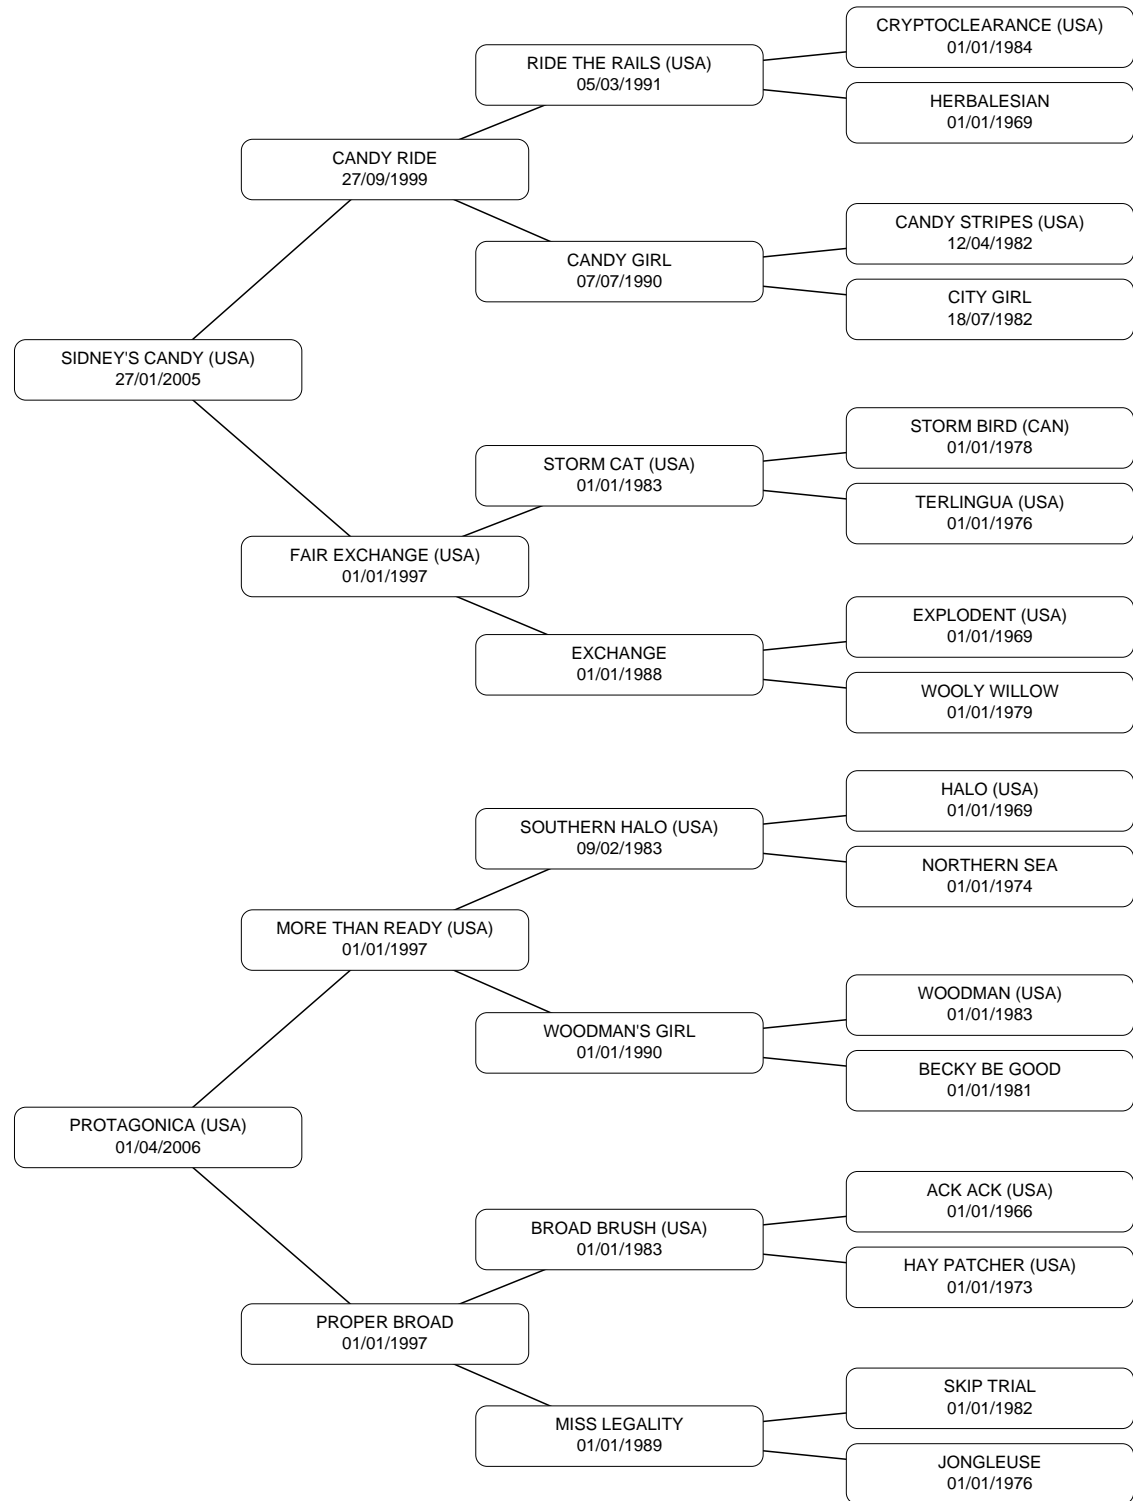 CRYPTOCLEARANCE (USA)
01/01/1984
RIDE THE RAILS (USA)
05/03/1991
HERBALESIAN
01/01/1969
CANDY RIDE
27/09/1999
CANDY STRIPES (USA)
12/04/1982
CANDY GIRL
07/07/1990
CITY GIRL
18/07/1982
SIDNEY'S CANDY (USA)
27/01/2005
STORM BIRD (CAN)
01/01/1978
STORM CAT (USA)
01/01/1983
TERLINGUA (USA)
01/01/1976
FAIR EXCHANGE (USA)
01/01/1997
EXPLODENT (USA)
01/01/1969
EXCHANGE
01/01/1988
WOOLY WILLOW
01/01/1979
HALO (USA)
01/01/1969
SOUTHERN HALO (USA)
09/02/1983
NORTHERN SEA
01/01/1974
MORE THAN READY (USA)
01/01/1997
WOODMAN (USA)
01/01/1983
WOODMAN'S GIRL
01/01/1990
BECKY BE GOOD
01/01/1981
PROTAGONICA (USA)
01/04/2006
ACK ACK (USA)
01/01/1966
BROAD BRUSH (USA)
01/01/1983
HAY PATCHER (USA)
01/01/1973
PROPER BROAD
01/01/1997
SKIP TRIAL
01/01/1982
MISS LEGALITY
01/01/1989
JONGLEUSE
01/01/1976